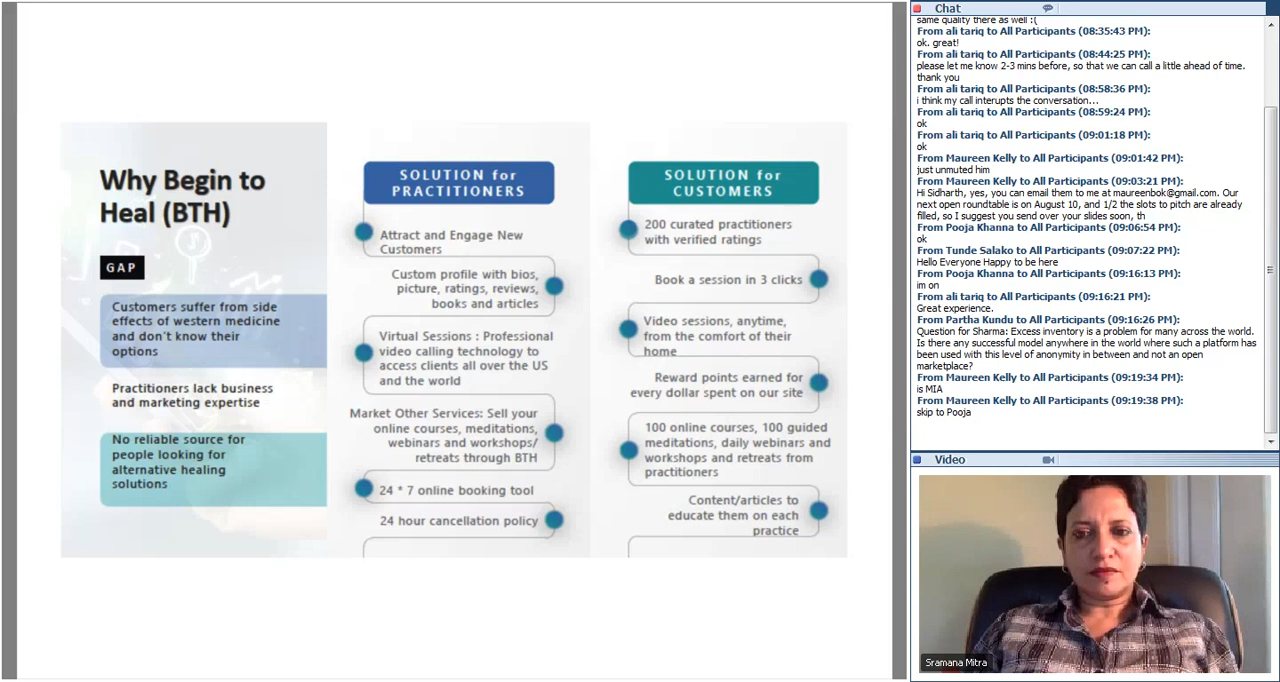 Why Begin to
Heal (BTH)
GAP
Customers suffer from side
effects of western medicine
and don't know their
options
Practitioners lack business
and marketing expertise
No reliable source for
people looking for
alternative healing
solutions
SOLUTION for
PRACTITIONERS
Attract and Engage New
Customers
Custom profile with bios,
picture, ratings, reviews,
books and articles
Virtual Sessions : Professional
video calling technology to
access clients all over the US
and the world
Market Other Services: Sell your
online courses, meditations,
webinars and workshops/
retreats through BTH
24 * 7 online booking tool
24 hour cancellation policy
SOLUTION for
CUSTOMERS
200 curated practitioners
with verified ratings
Book a session in 3 clicks
Video sessions, anytime,
from the comfort of their
home
Reward points earned for
every dollar spent on our site
100 online courses, 100 guided
meditations, daily webinars and
workshops and retreats from
practitioners
Content/articles to
educate them on each
practice
Chat
same quality there as well :(
From ali tariq to All Participants (08:35:43 PM):
ok. great!
From ali tariq to All Participants (08:44:25 PM):
please let me know 2-3 mins before, so that we can call a little ahead of time.
thank you
From ali tariq to All Participants (08:58:36 PM):
i think my call interupts the conversation...
From ali tariq to All Participants (08:59:24 PM):
ok
From ali tariq to All Participants (09:01:18 PM):
ok
From Maureen Kelly to All Participants (09:01:42 PM):
just unmuted him
From Maureen Kelly to All Participants (09:03:21 PM):
Hi Sidharth, yes, you can email them to me at maureenbok@gmail.com. Our
next open roundtable is on August 10, and 1/2 the slots to pitch are already
filled, so I suggest you send over your slides soon, th
From Pooja Khanna to All Participants (09:06:54 PM):
ok
From Tunde Salako to All Participants (09:07:22 PM):
Hello Everyone Happy to be here
From Pooja Khanna to All Participants (09:16:13 PM):
im on
From ali tariq to All Participants (09:16:21 PM):
Great experience.
From Partha Kundu to All Participants (09:16:26 PM):
Question for Sharma: Excess inventory is a problem for many across the world.
Is there any successful model anywhere in the world where such a platform has
been used with this level of anonymity in between and not an open
marketplace?
From Maureen Kelly to All Participants (09:19:34 PM):
is MIA
From Maureen Kelly to All Participants (09:19:38 PM):
skip to Pooja
Video
Sramana Mitra